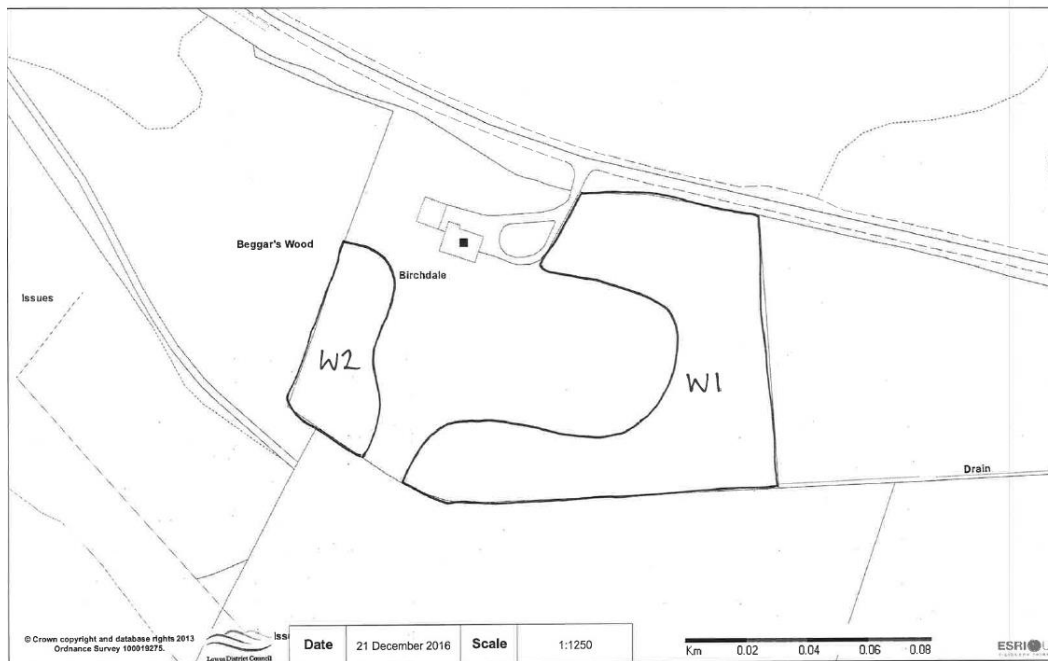 Beggar's Wood
Birchdale
Issues
W2
W1
Drain
© Crown copyright and database rights 2013
Ordnance Survey 100019275.
Lewes District Council
Date 21 December 2016 Scale 1:1250
Km 0.02 0.04 0.06 0.08
ESRI